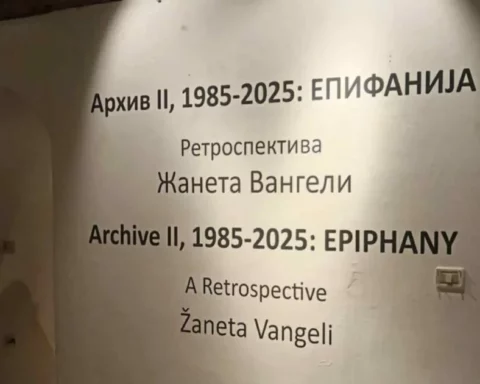 Архив II, 1985-2025: ЕПИФАНИЈА
Ретроспектива
Жанета Вангели
Archive II, 1985-2025: EPIPHANY
A Retrospective
Žaneta Vangeli